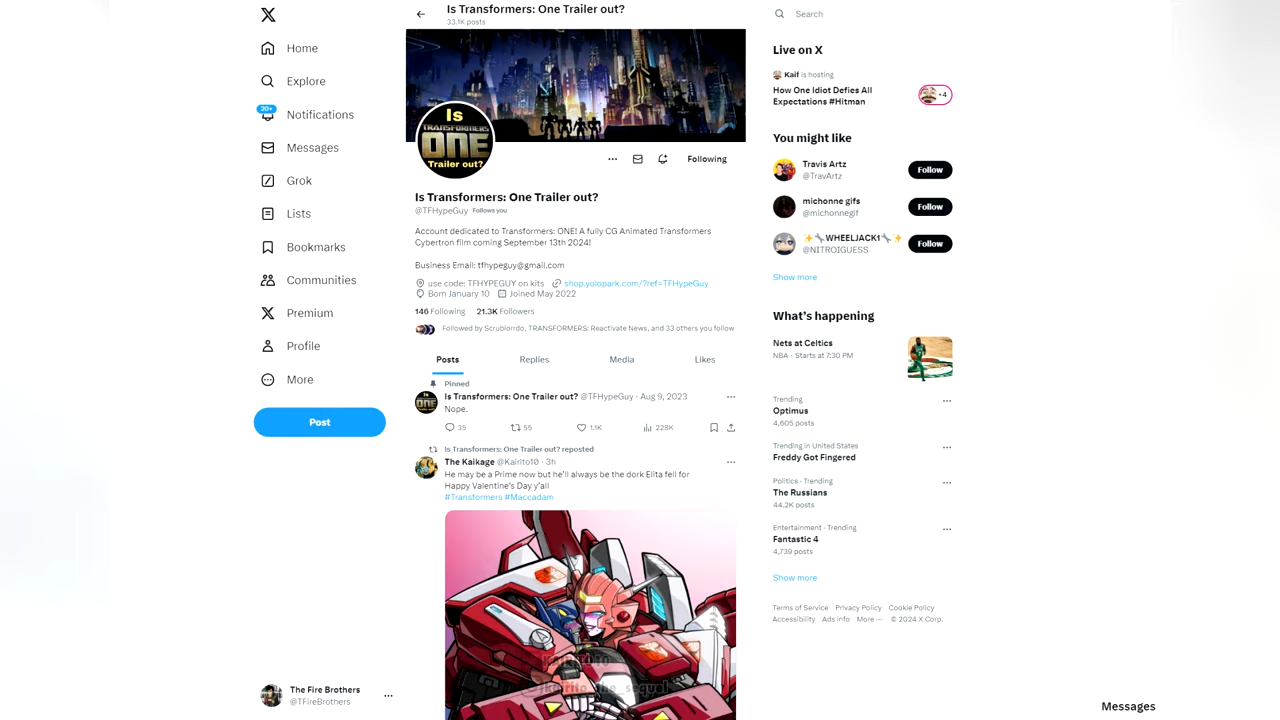 Is Transformers: One Trailer out?
33.1K posts
Home
Explore
20+
Notifications
Messages
Grok
Lists
Bookmarks
Communities
Premium
Profile
More
Post
The Fire Brothers
@TFireBrothers
Is
TRANSFORMERS
ONE
Trailer out?
Following
Is Transformers: One Trailer out?
@TFHypeGuy Follows you
Account dedicated to Transformers: ONE! A fully CG Animated Transformers
Cybertron film coming September 13th 2024!
Business Email: tfhypeguy@gmail.com
use code: TFHYPEGUY on kits shop.yolopark.com/?ref=TFHypeGuy
Born January 10 Joined May 2022
146 Following 21.3K Followers
Followed by Scrublordo, TRANSFORMERS: Reactivate News, and 33 others you follow
Posts Replies Media Likes
Pinned
Is Transformers: One Trailer out? @TFHypeGuy · Aug 9, 2023
Nope.
35 55 1.1K 228K
Is Transformers: One Trailer out? reposted
The Kaikage @Kairito10 · 3h
He may be a Prime now but he'll always be the dork Elita fell for
Happy Valentine's Day y'all
#Transformers #Maccadam
Search
Live on X
Kaif is hosting
How One Idiot Defies All
Expectations #Hitman
+4
You might like
Travis Artz
@TravArtz
Follow
michonne gifs
@michonnegif
Follow
✨🔧WHEELJACK1🔧✨
@NITROIGUESS
Follow
Show more
What's happening
Nets at Celtics
NBA · Starts at 7:30 PM
Trending
Optimus
4,605 posts
Trending in United States
Freddy Got Fingered
Politics · Trending
The Russians
44.2K posts
Entertainment · Trending
Fantastic 4
4,739 posts
Show more
Terms of Service Privacy Policy Cookie Policy
Accessibility Ads info More ··· © 2024 X Corp.
Messages